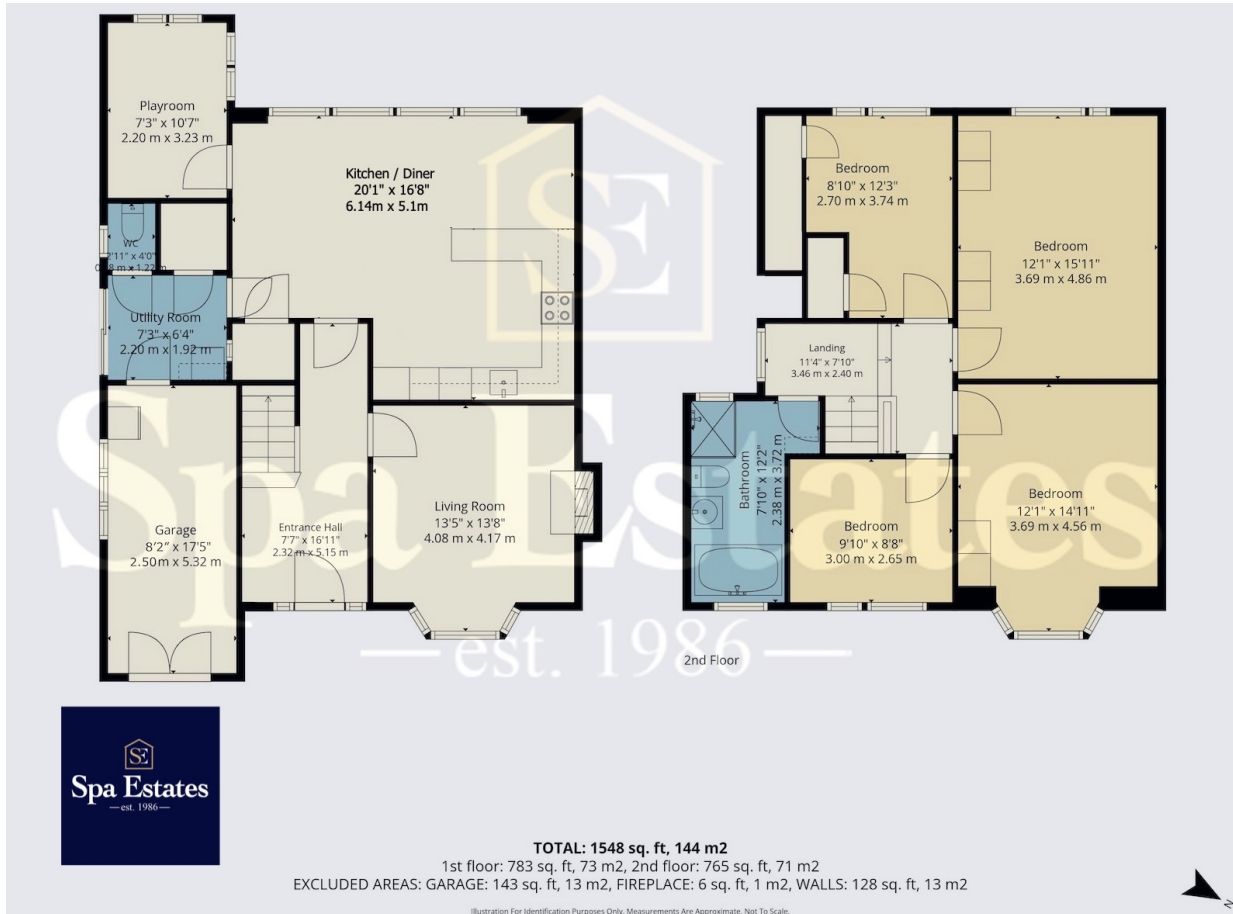 Playroom
7'3" x 10'7"
2.20 m x 3.23 m
Kitchen / Diner
20'1" x 16'8"
6.14m x 5.1m
WC
2'11" x 4'0"
m x 1.22 m
Utility Room
7'3" x 6'4"
2.20 m x 1.92 m
Garage
8'2" x 17'5"
2.50m x 5.32 m
Entrance Hall
7'7" x 16'11"
2.32 m x 5.15 m
Living Room
13'5" x 13'8"
4.08 m x 4.17 m
Bedroom
8'10" x 12'3"
2.70 m x 3.74 m
Bedroom
12'1" x 15'11"
3.69 m x 4.86 m
Landing
11'4" x 7'10"
3.46 m x 2.40 m
Bathroom
7'10" x 12'2"
2.38 m x 3.72 m
Bedroom
9'10" x 8'8"
3.00 m x 2.65 m
Bedroom
12'1" x 14'11"
3.69 m x 4.56 m
2nd Floor
SE
Spa Estates
est. 1986
SE
Spa Estates
—est. 1986—
TOTAL: 1548 sq. ft, 144 m2
1st floor: 783 sq. ft, 73 m2, 2nd floor: 765 sq. ft, 71 m2
EXCLUDED AREAS: GARAGE: 143 sq. ft, 13 m2, FIREPLACE: 6 sq. ft, 1 m2, WALLS: 128 sq. ft, 13 m2
Illustration For Identification Purposes Only. Measurements Are Approximate. Not To Scale.
N